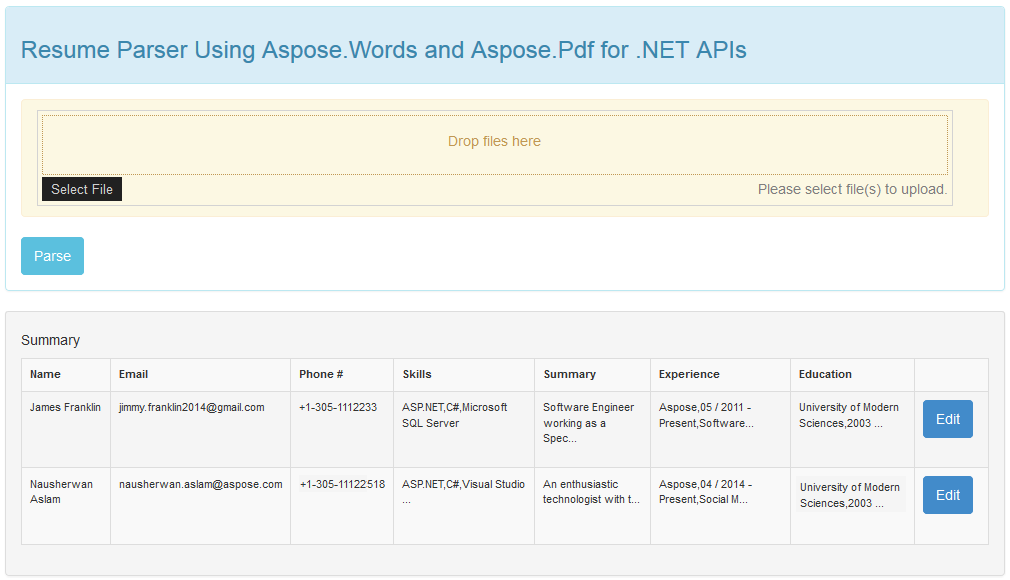 Resume Parser Using Aspose.Words and Aspose.Pdf for .NET APIs
Drop files here
Select File
Please select file(s) to upload.
Parse
Summary
Name Email Phone # Skills Summary Experience Education
James Franklin jimmy.franklin2014@gmail.com +1-305-1112233 ASP.NET,C#,Microsoft Software Engineer Aspose,05 / 2011 - University of Modern Edit
SQL Server working as a Present,Software... Sciences,2003 ...
Spec...
Nausherwan nausherwan.aslam@aspose.com +1-305-11122518 ASP.NET,C#,Visual Studio An enthusiastic Aspose,04 / 2014 - University of Modern Edit
Aslam ... technologist with t... Present,Social M... Sciences,2003 ...